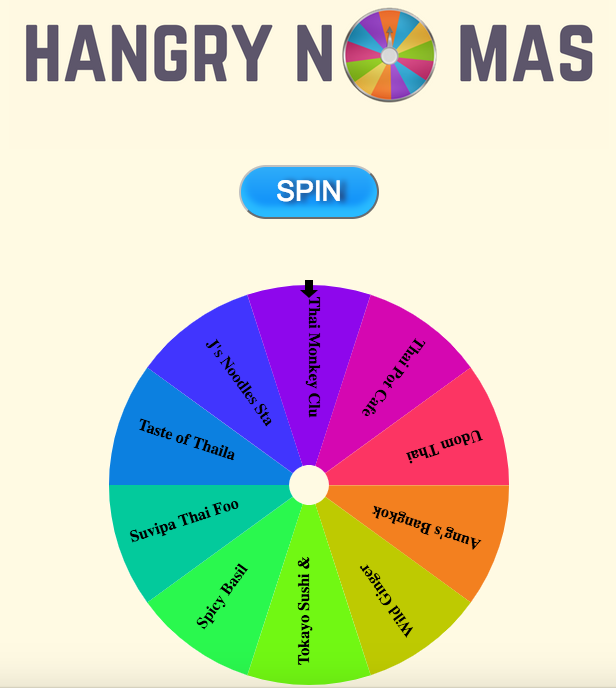 HANGRY N MAS
SPIN
Thai Monkey Clu
Thai Pot Cafe
Udom Thai
Aung's Bangkok
Wild Ginger
Tokayo Sushi &
Spicy Basil
Suvipa Thai Foo
Taste of Thaila
J's Noodles Sta